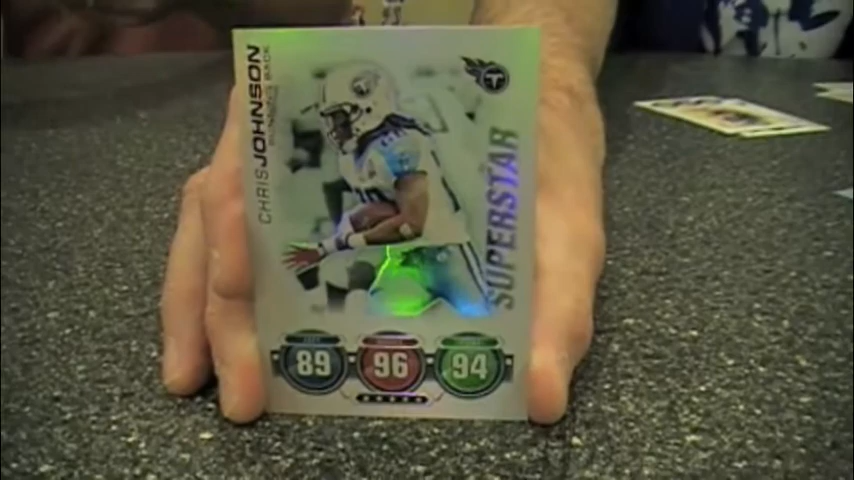 CHRIS JOHNSON
RUNNING BACK
T
SUPERSTAR
89
96
94